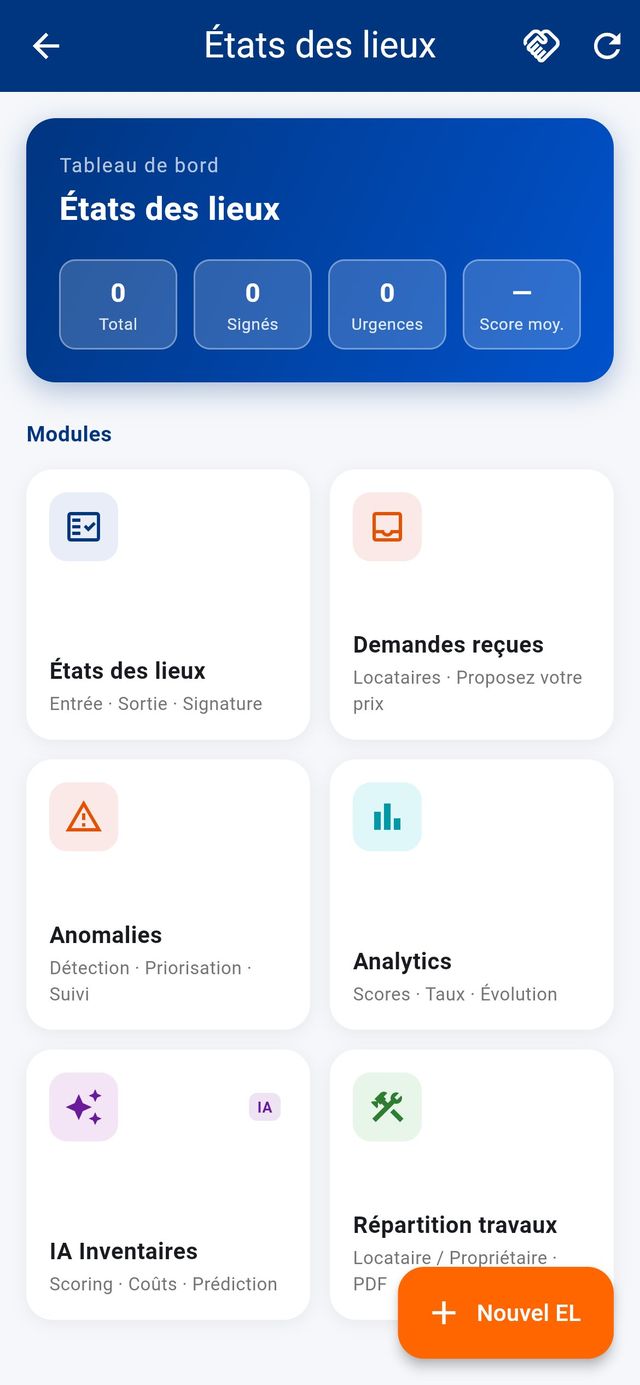 États des lieux
Tableau de bord
États des lieux
0
Total
0
Signés
0
Urgences
–
Score moy.
Modules
États des lieux
Entrée · Sortie · Signature
Demandes reçues
Locataires · Proposez votre
prix
Anomalies
Détection · Priorisation ·
Suivi
Analytics
Scores · Taux · Évolution
IA
IA Inventaires
Scoring · Coûts · Prédiction
Répartition travaux
Locataire / Propriétaire ·
PDF
Nouvel EL